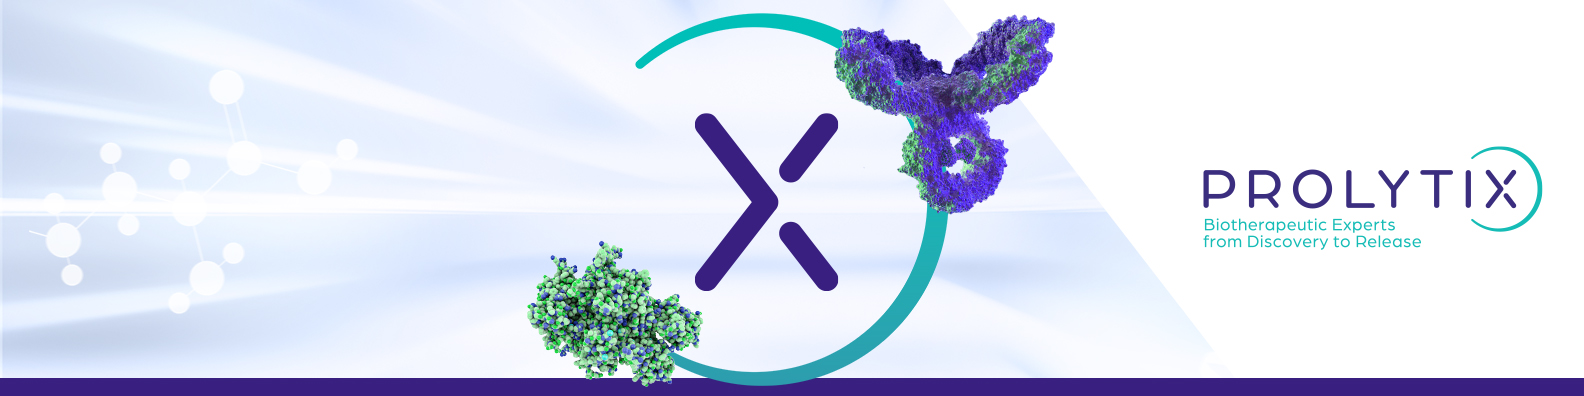 PROLYTIX
Biotherapeutic Experts
from Discovery to Release